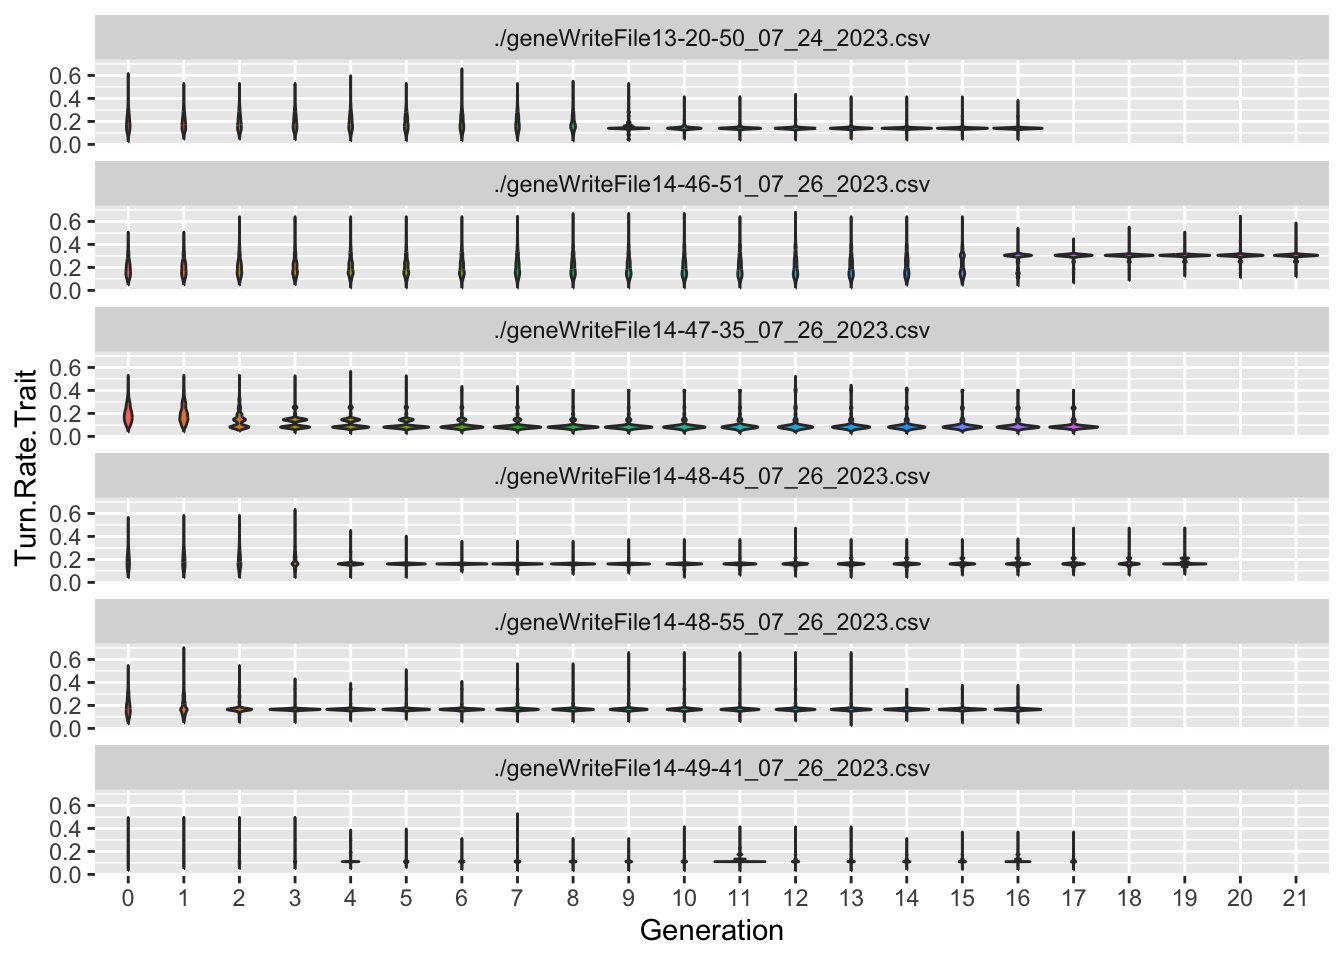 ./geneWriteFile13-20-50_07_24_2023.csv
0.6
0.4
0.2
0.0
./geneWriteFile14-46-51_07_26_2023.csv
0.6
0.4
0.2
0.0
./geneWriteFile14-47-35_07_26_2023.csv
0.6
0.4
0.2
0.0
./geneWriteFile14-48-45_07_26_2023.csv
0.6
0.4
0.2
0.0
./geneWriteFile14-48-55_07_26_2023.csv
0.6
0.4
0.2
0.0
./geneWriteFile14-49-41_07_26_2023.csv
0.6
0.4
0.2
0.0
Turn.Rate.Trait
0 1 2 3 4 5 6 7 8 9 10 11 12 13 14 15 16 17 18 19 20 21
Generation